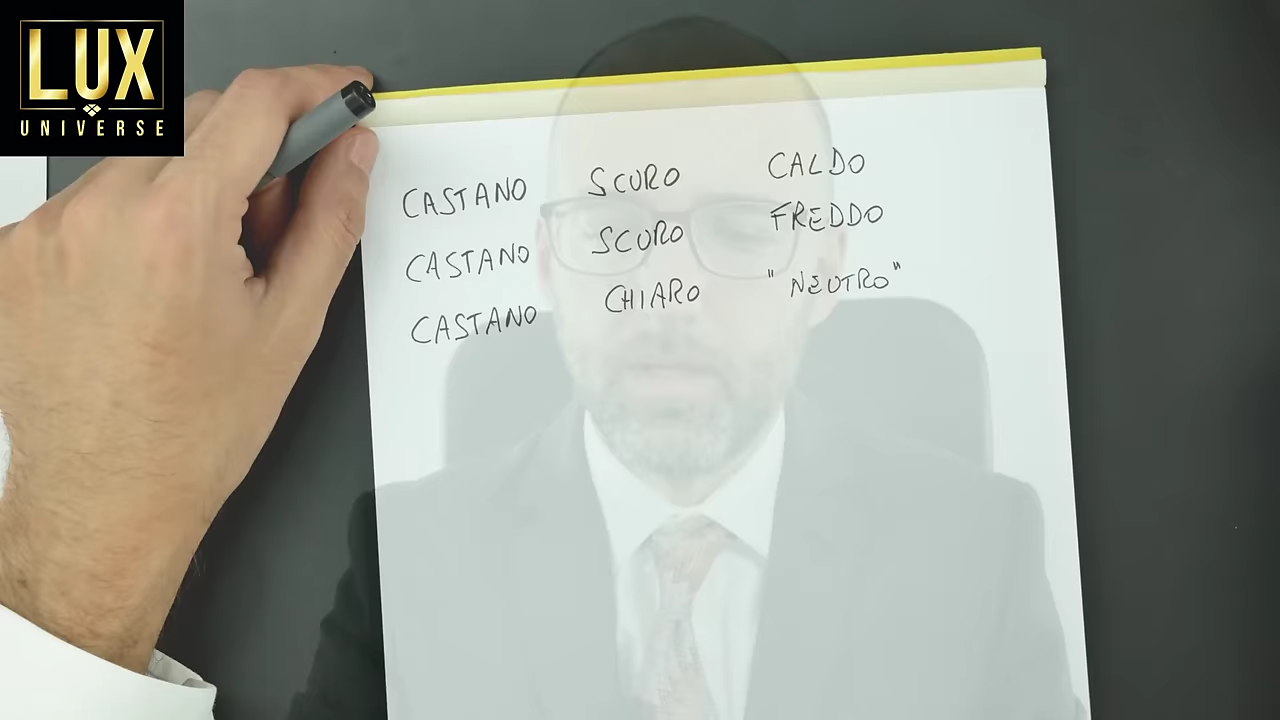 LUX
UNIVERSE
CASTANO SCURO CALDO
CASTANO SCURO FREDDO
CASTANO CHIARO "NEUTRO"